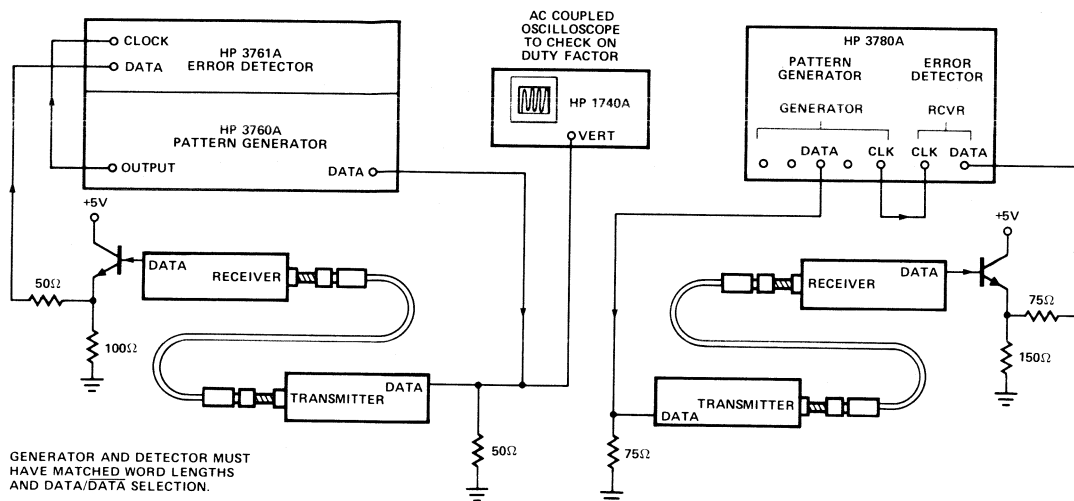 CLOCK
DATA
HP 3761A
ERROR DETECTOR
HP 3760A
PATTERN GENERATOR
OUTPUT
DATA
+5V
DATA
RECEIVER
50Ω
100Ω
TRANSMITTER
DATA
50Ω
GENERATOR AND DETECTOR MUST
HAVE MATCHED WORD LENGTHS
AND DATA/D̅A̅T̅A̅ SELECTION.
AC COUPLED
OSCILLOSCOPE
TO CHECK ON
DUTY FACTOR
HP 1740A
VERT
HP 3780A
PATTERN
GENERATOR
ERROR
DETECTOR
GENERATOR
RCVR
DATA
CLK
CLK
DATA
+5V
DATA
RECEIVER
75Ω
150Ω
TRANSMITTER
DATA
75Ω